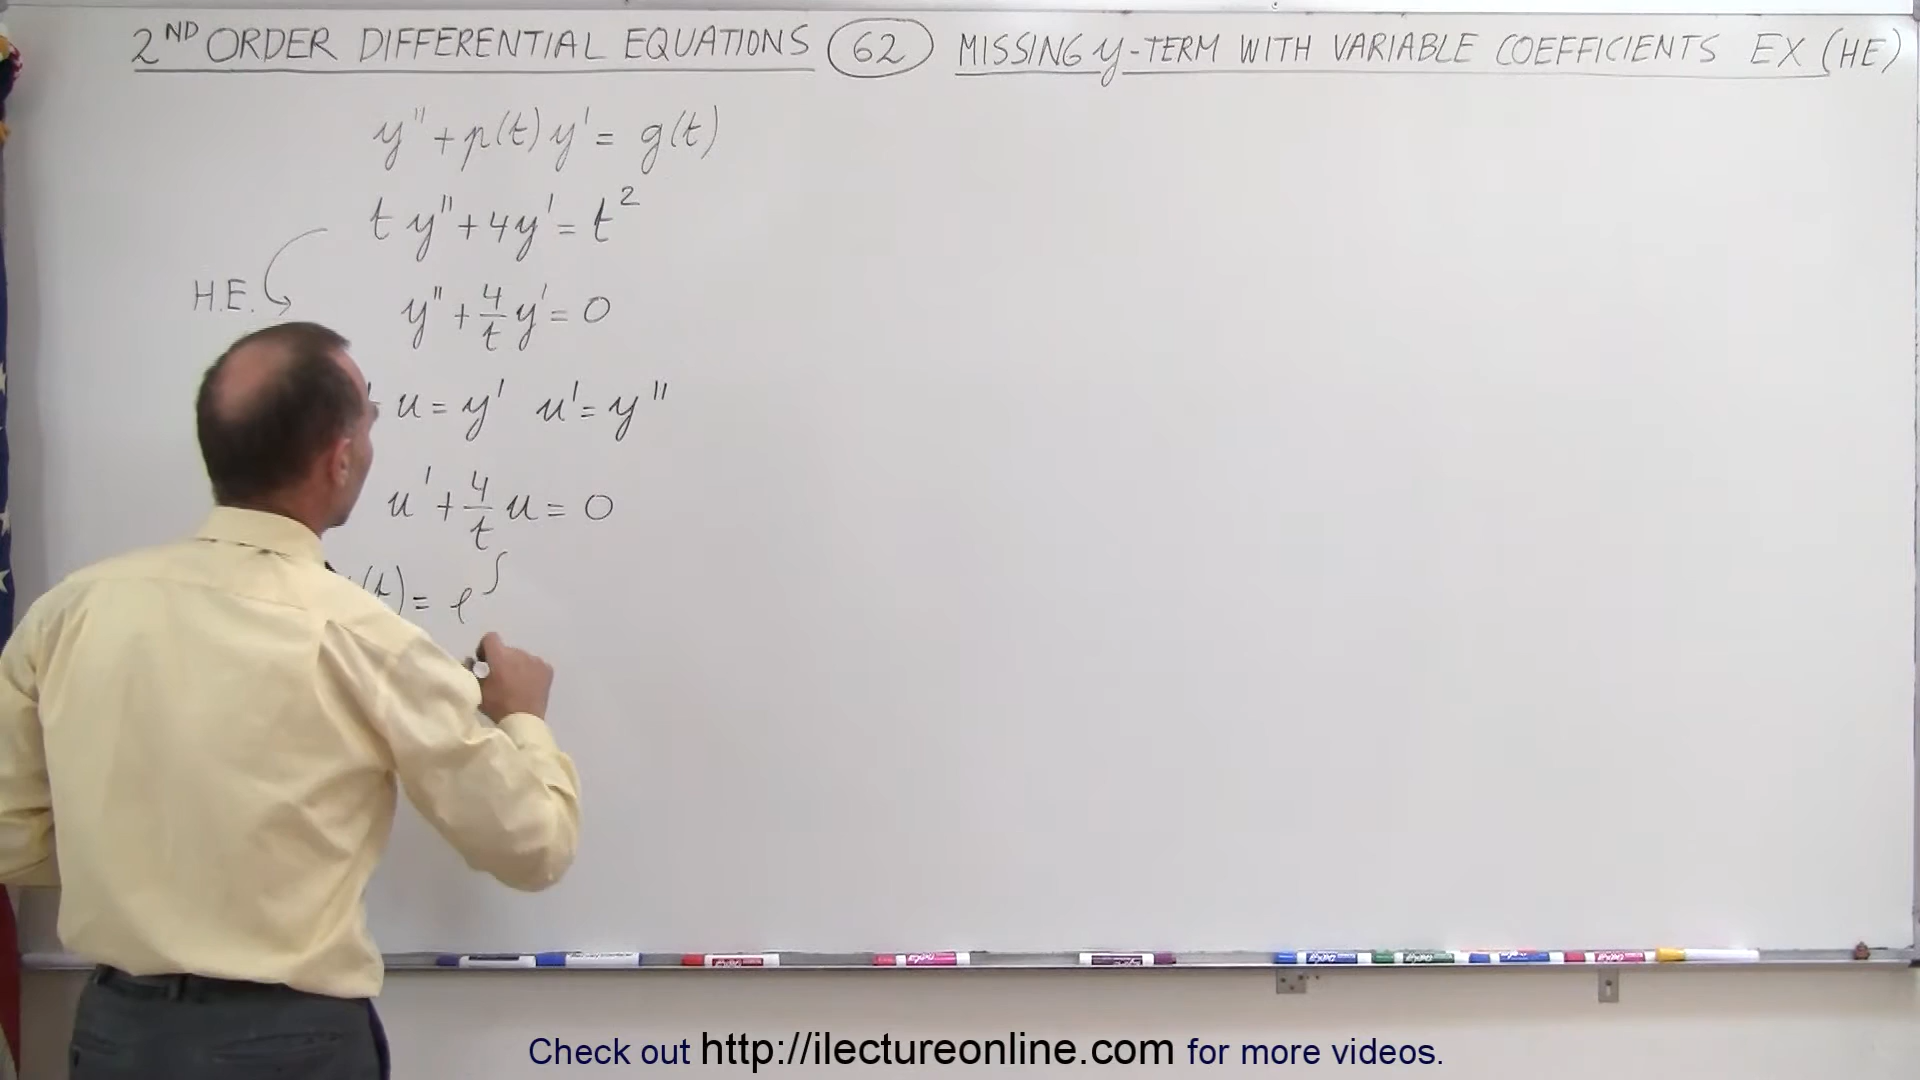 2ND ORDER DIFFERENTIAL EQUATIONS 62 MISSING y-TERM WITH VARIABLE COEFFICIENTS EX (HE)
y'' + p(t) y' = g(t)
t y'' + 4y' = t²
H.E. y'' + 4/t y' = 0
u = y' u' = y''
u' + 4/t u = 0
(t) = e^∫
Check out http://ilectureonline.com for more videos.